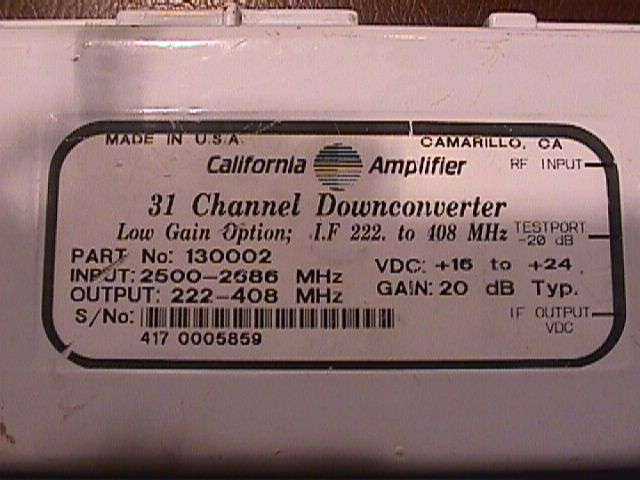 MADE IN U.S.A.
CAMARILLO, CA
California Amplifier
RF INPUT
31 Channel Downconverter
Low Gain Option; I.F 222. to 408 MHz
TESTPORT
-20 dB
PART No: 130002
INPUT: 2500-2686 MHz
VDC: +16 to +24
OUTPUT: 222-408 MHz
GAIN: 20 dB Typ.
S/No:
IF OUTPUT
VDC
417 0005859